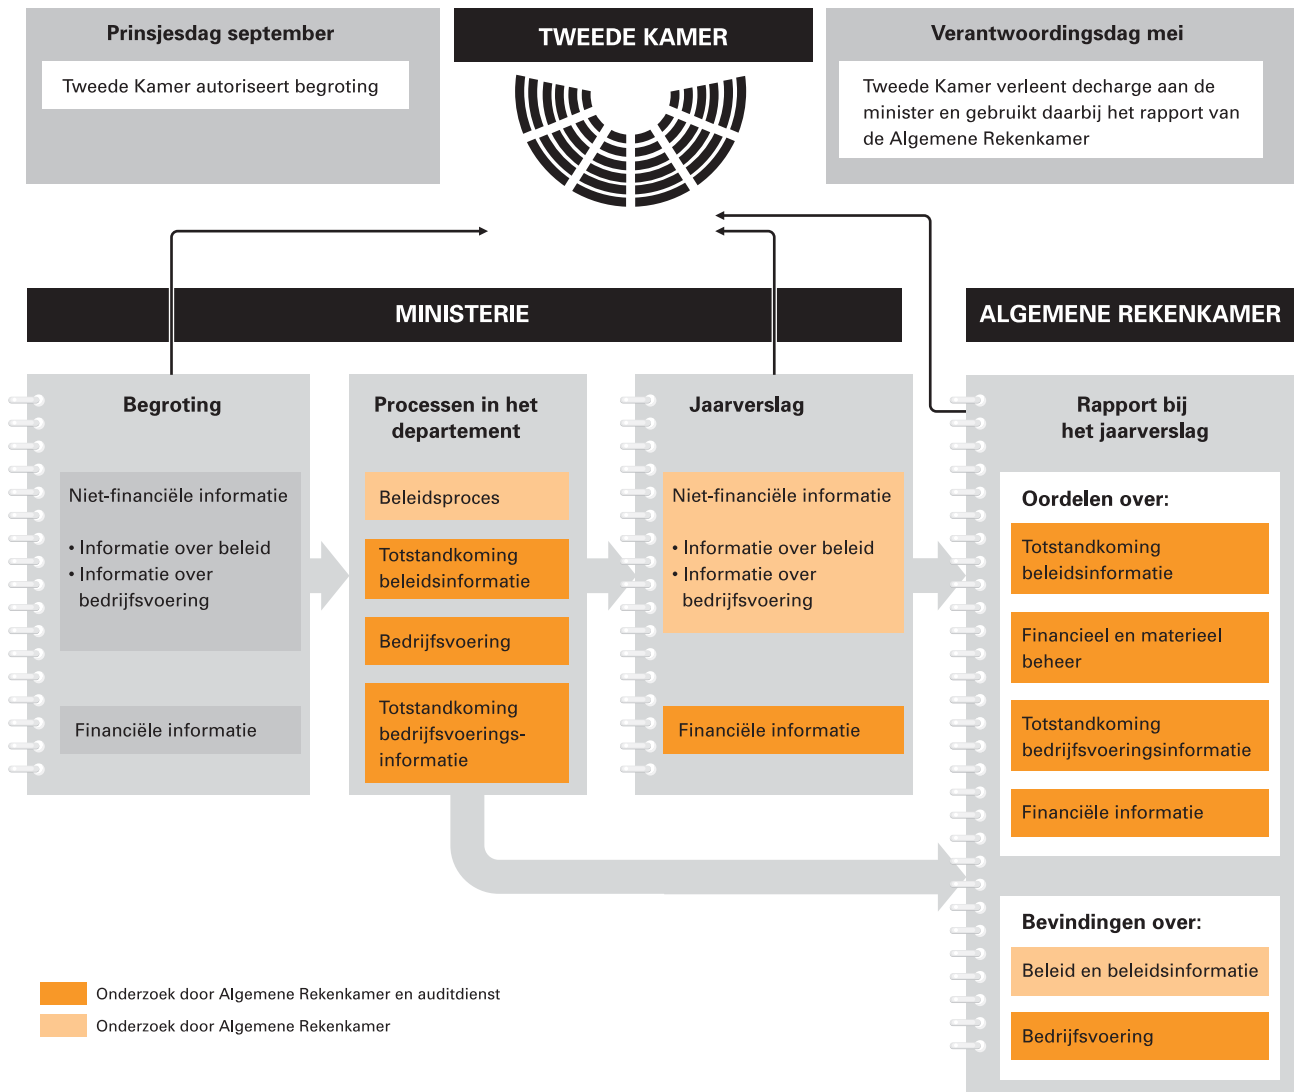 Prinsjesdag september
Tweede Kamer autoriseert begroting
TWEEDE KAMER
Verantwoordingsdag mei
Tweede Kamer verleent decharge aan de
minister en gebruikt daarbij het rapport van
de Algemene Rekenkamer
MINISTERIE
ALGEMENE REKENKAMER
Begroting
Niet-financiële informatie
• Informatie over beleid
• Informatie over
bedrijfsvoering
Financiële informatie
Processen in het
departement
Beleidsproces
Totstandkoming
beleidsinformatie
Bedrijfsvoering
Totstandkoming
bedrijfsvoerings-
informatie
Jaarverslag
Niet-financiële informatie
• Informatie over beleid
• Informatie over
bedrijfsvoering
Financiële informatie
Rapport bij
het jaarverslag
Oordelen over:
Totstandkoming
beleidsinformatie
Financieel en materieel
beheer
Totstandkoming
bedrijfsvoeringsinformatie
Financiële informatie
Bevindingen over:
Beleid en beleidsinformatie
Bedrijfsvoering
Onderzoek door Algemene Rekenkamer en auditdienst
Onderzoek door Algemene Rekenkamer